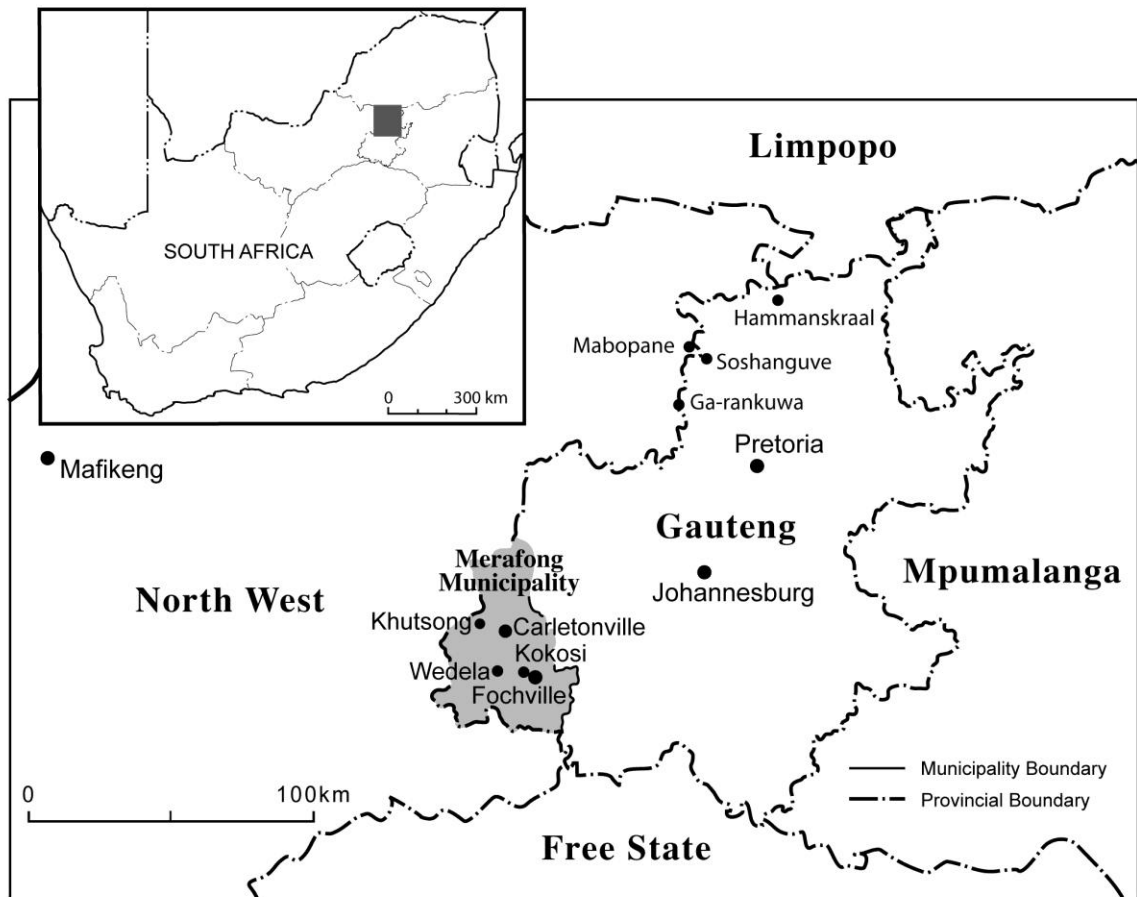 SOUTH AFRICA
0 300 km
Limpopo
Hammanskraal
Mabopane
Soshanguve
Ga-rankuwa
Pretoria
Mafikeng
Gauteng
Merafong
Municipality
Mpumalanga
Johannesburg
North West
Khutsong
Carletonville
Kokosi
Wedela
Fochville
Municipality Boundary
Provincial Boundary
0 100km
Free State